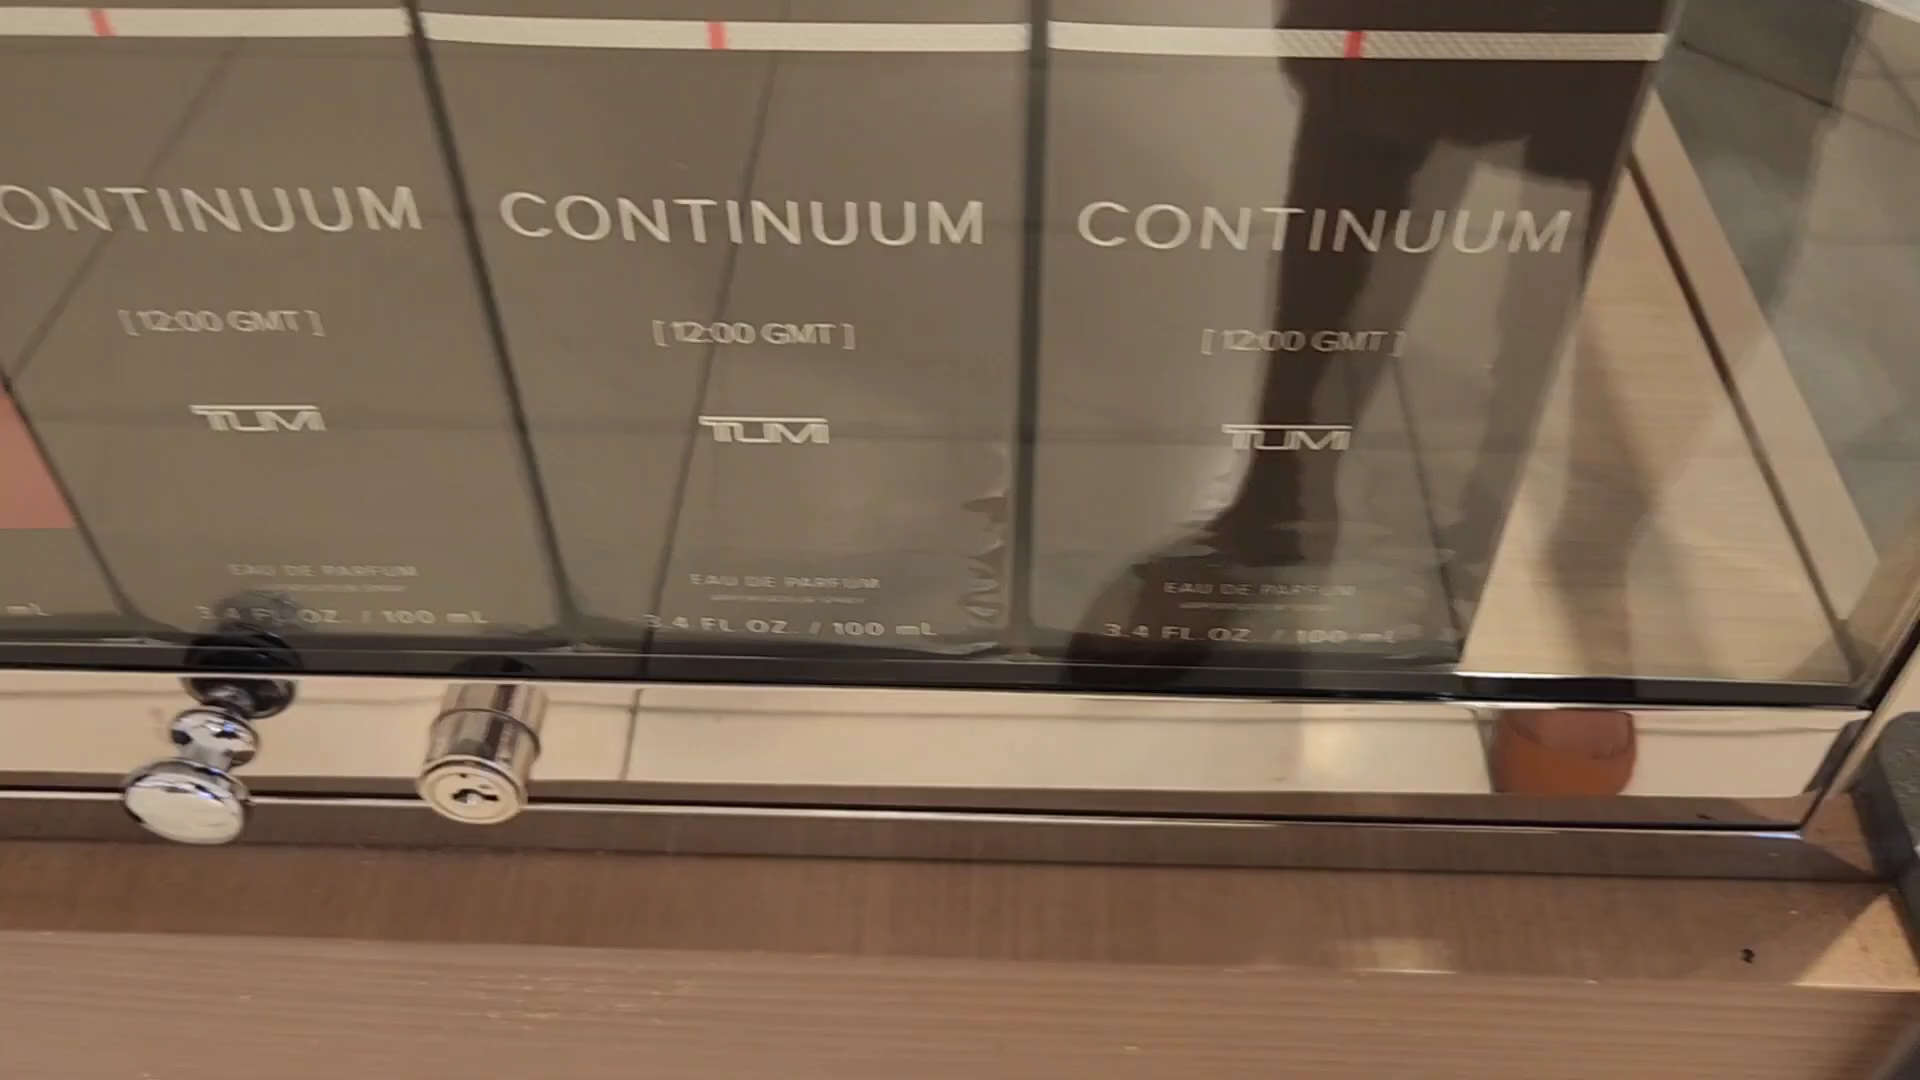 ONTINUUM
[12:00 GMT]
TUMI
EAU DE PARFUM
3.4 FL. OZ. / 100 mL
CONTINUUM
[12:00 GMT]
TUMI
EAU DE PARFUM
3.4 FL. OZ. / 100 mL
CONTINUUM
[12:00 GMT]
TUMI
EAU DE PARFUM
3.4 FL. OZ. / 100 mL
mL